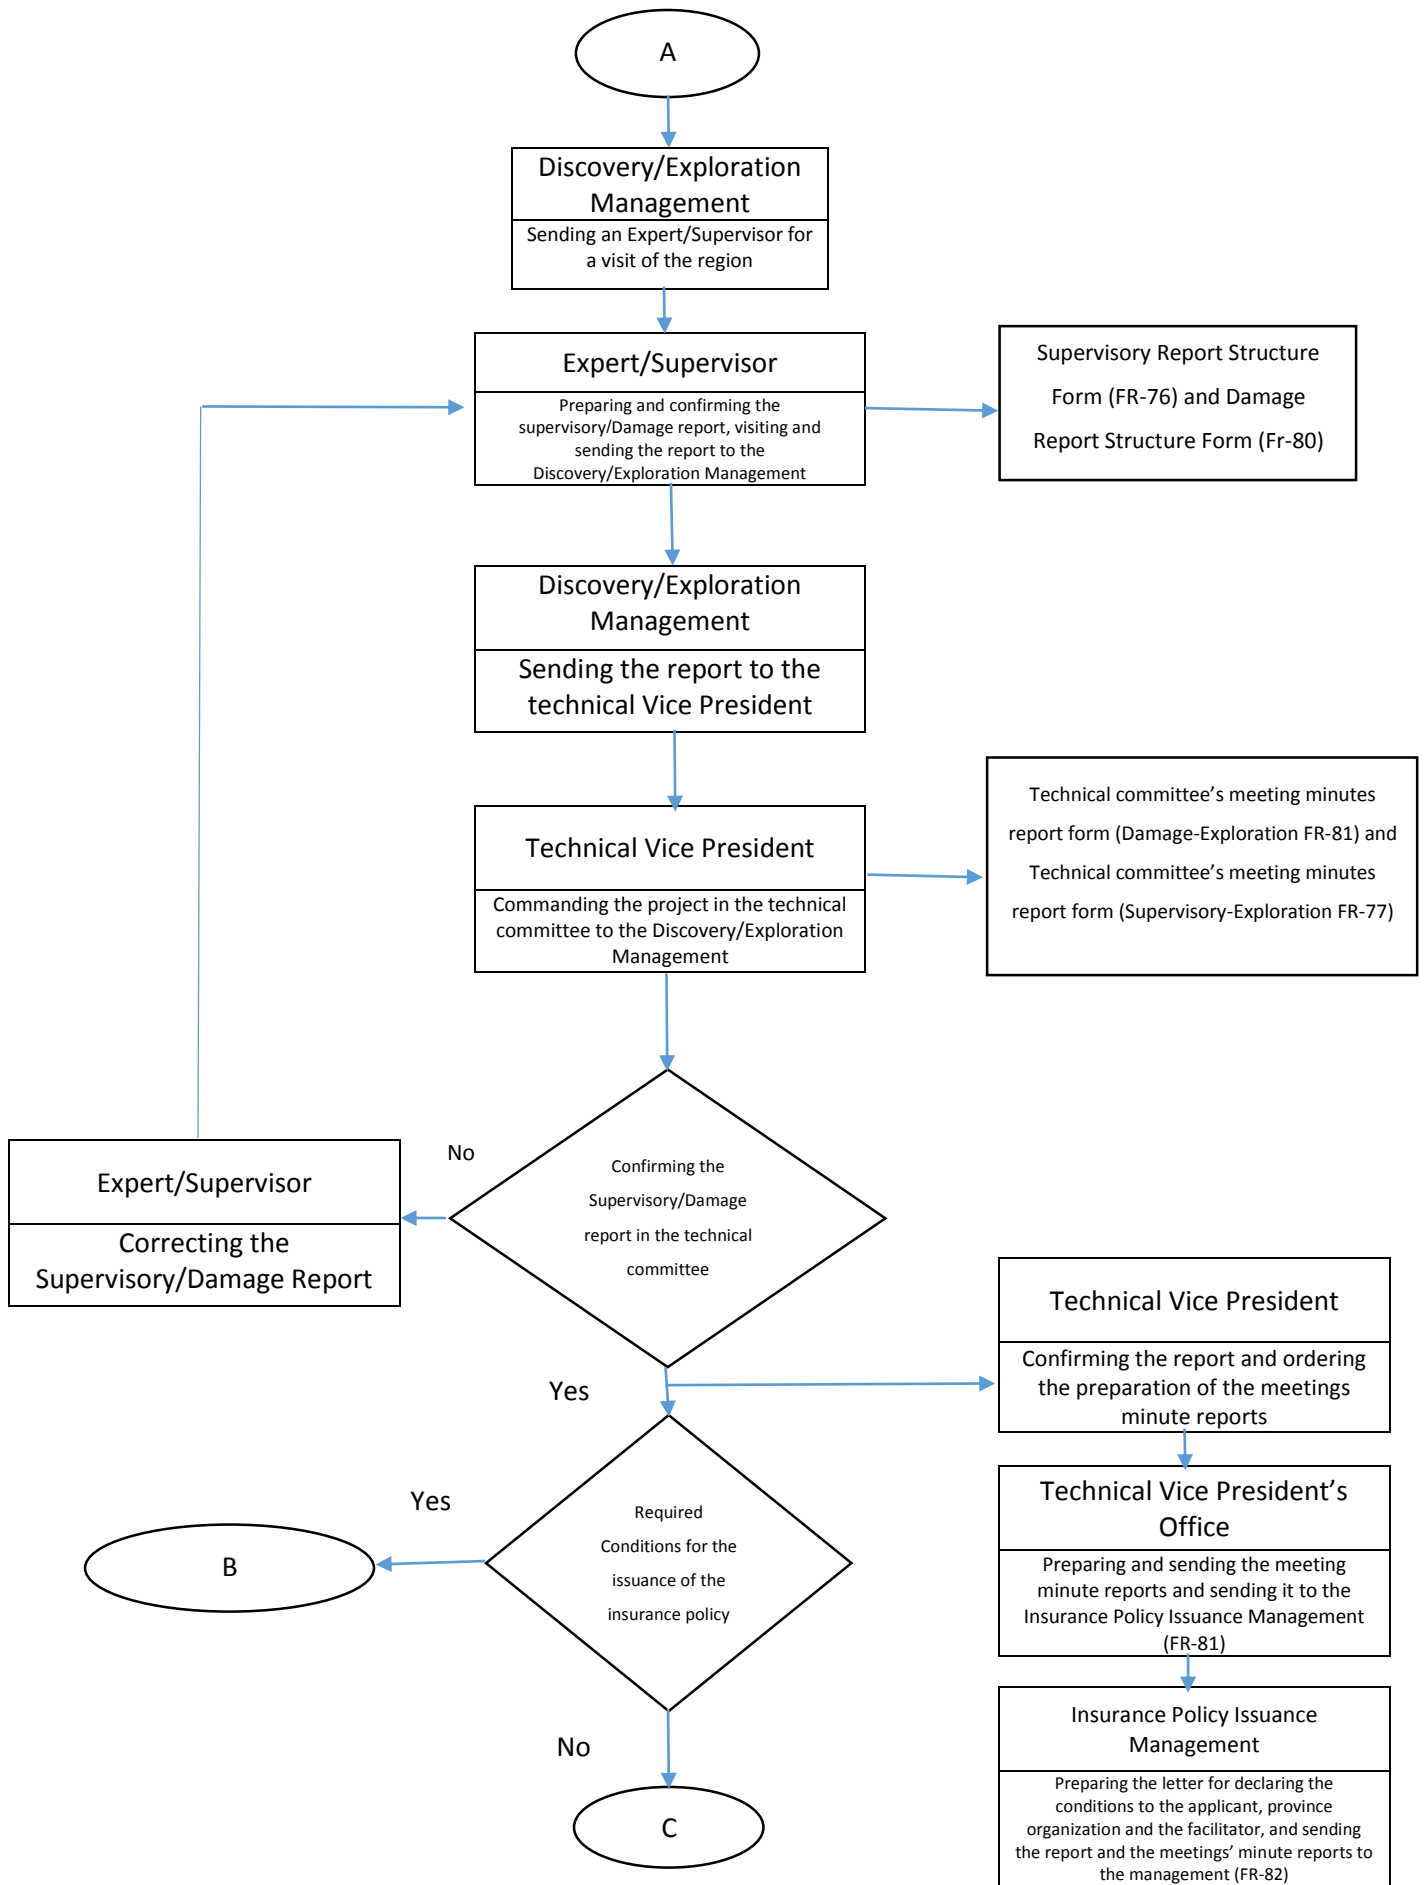 A
Discovery/Exploration
Management
Sending an Expert/Supervisor for
a visit of the region
Expert/Supervisor
Preparing and confirming the
supervisory/Damage report, visiting and
sending the report to the
Discovery/Exploration Management
Supervisory Report Structure
Form (FR-76) and Damage
Report Structure Form (Fr-80)
Discovery/Exploration
Management
Sending the report to the
technical Vice President
Technical Vice President
Commanding the project in the technical
committee to the Discovery/Exploration
Management
Technical committee’s meeting minutes
report form (Damage-Exploration FR-81) and
Technical committee’s meeting minutes
report form (Supervisory-Exploration FR-77)
No
Confirming the
Supervisory/Damage
report in the technical
committee
Expert/Supervisor
Correcting the
Supervisory/Damage Report
Yes
Technical Vice President
Confirming the report and ordering
the preparation of the meetings
minute reports
Yes
Required
Conditions for the
issuance of the
insurance policy
B
Technical Vice President’s
Office
Preparing and sending the meeting
minute reports and sending it to the
Insurance Policy Issuance Management
(FR-81)
No
C
Insurance Policy Issuance
Management
Preparing the letter for declaring the
conditions to the applicant, province
organization and the facilitator, and sending
the report and the meetings’ minute reports to
the management (FR-82)